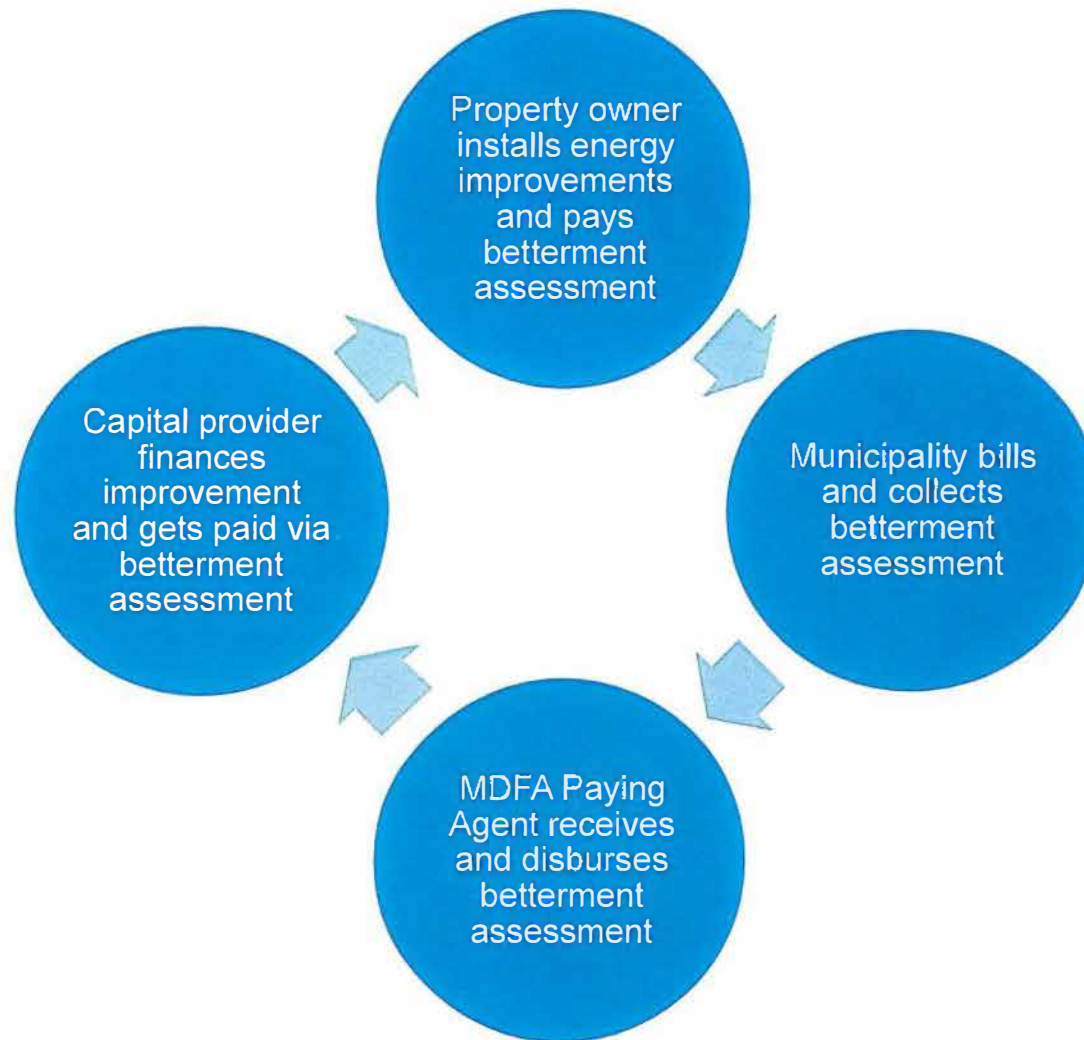 Property owner
installs energy
improvements
and pays
betterment
assessment
Municipality bills
and collects
betterment
assessment
MDFA Paying
Agent receives
and disburses
betterment
assessment
Capital provider
finances
improvement
and gets paid via
betterment
assessment